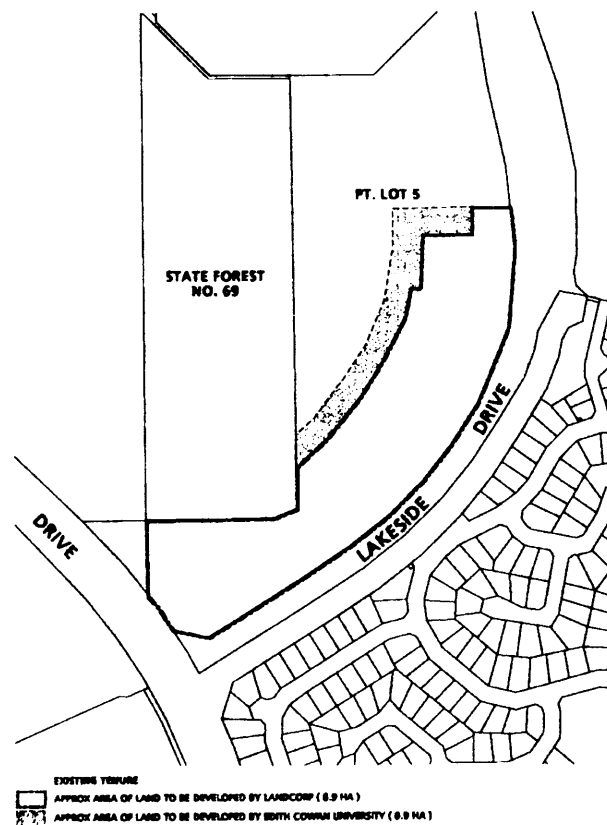 PT. LOT 5
STATE FOREST
NO. 69
DRIVE
LAKESIDE
DRIVE
EXISTING TENURE
APPROX AREA OF LAND TO BE DEVELOPED BY LANDCORP ( 6.9 HA )
APPROX AREA OF LAND TO BE DEVELOPED BY EDITH COWAN UNIVERSITY ( 0.9 HA )